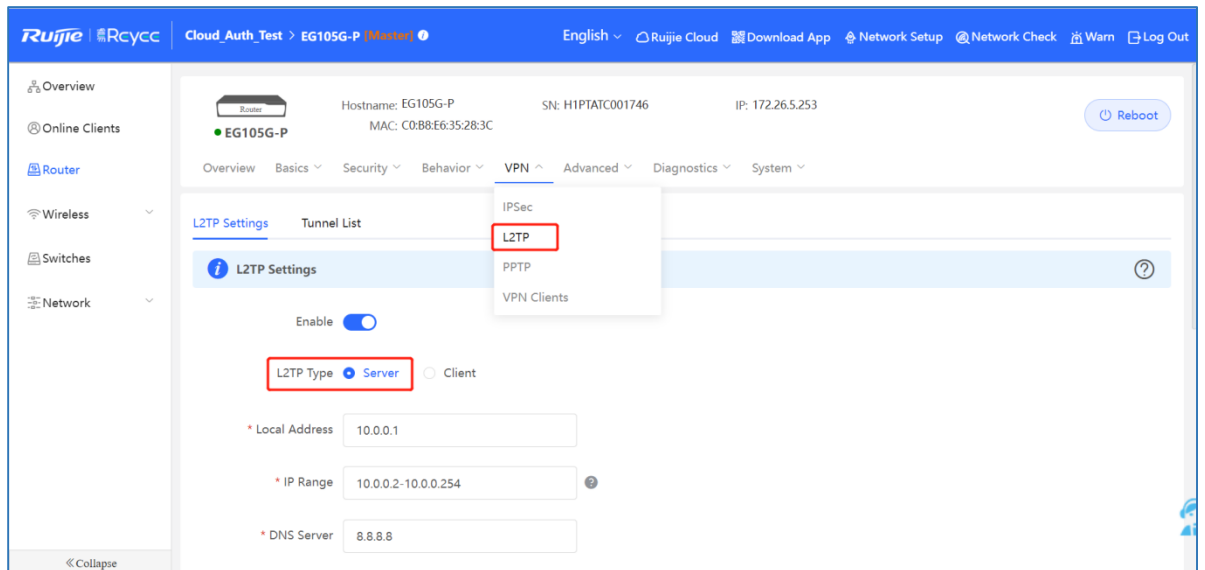 Ruijie Rcycc Cloud_Auth_Test > EG105G-P [Master] English Ruijie Cloud Download App Network Setup Network Check Warn Log Out
Overview
Online Clients
Router
Wireless
Switches
Network
Collapse
Router
EG105G-P
Hostname: EG105G-P SN: H1PTATC001746 IP: 172.26.5.253
MAC: C0:B8:E6:35:28:3C
Reboot
Overview Basics Security Behavior VPN Advanced Diagnostics System
IPSec
L2TP
PPTP
VPN Clients
L2TP Settings Tunnel List
L2TP Settings
Enable
L2TP Type Server Client
* Local Address 10.0.0.1
* IP Range 10.0.0.2-10.0.0.254
* DNS Server 8.8.8.8